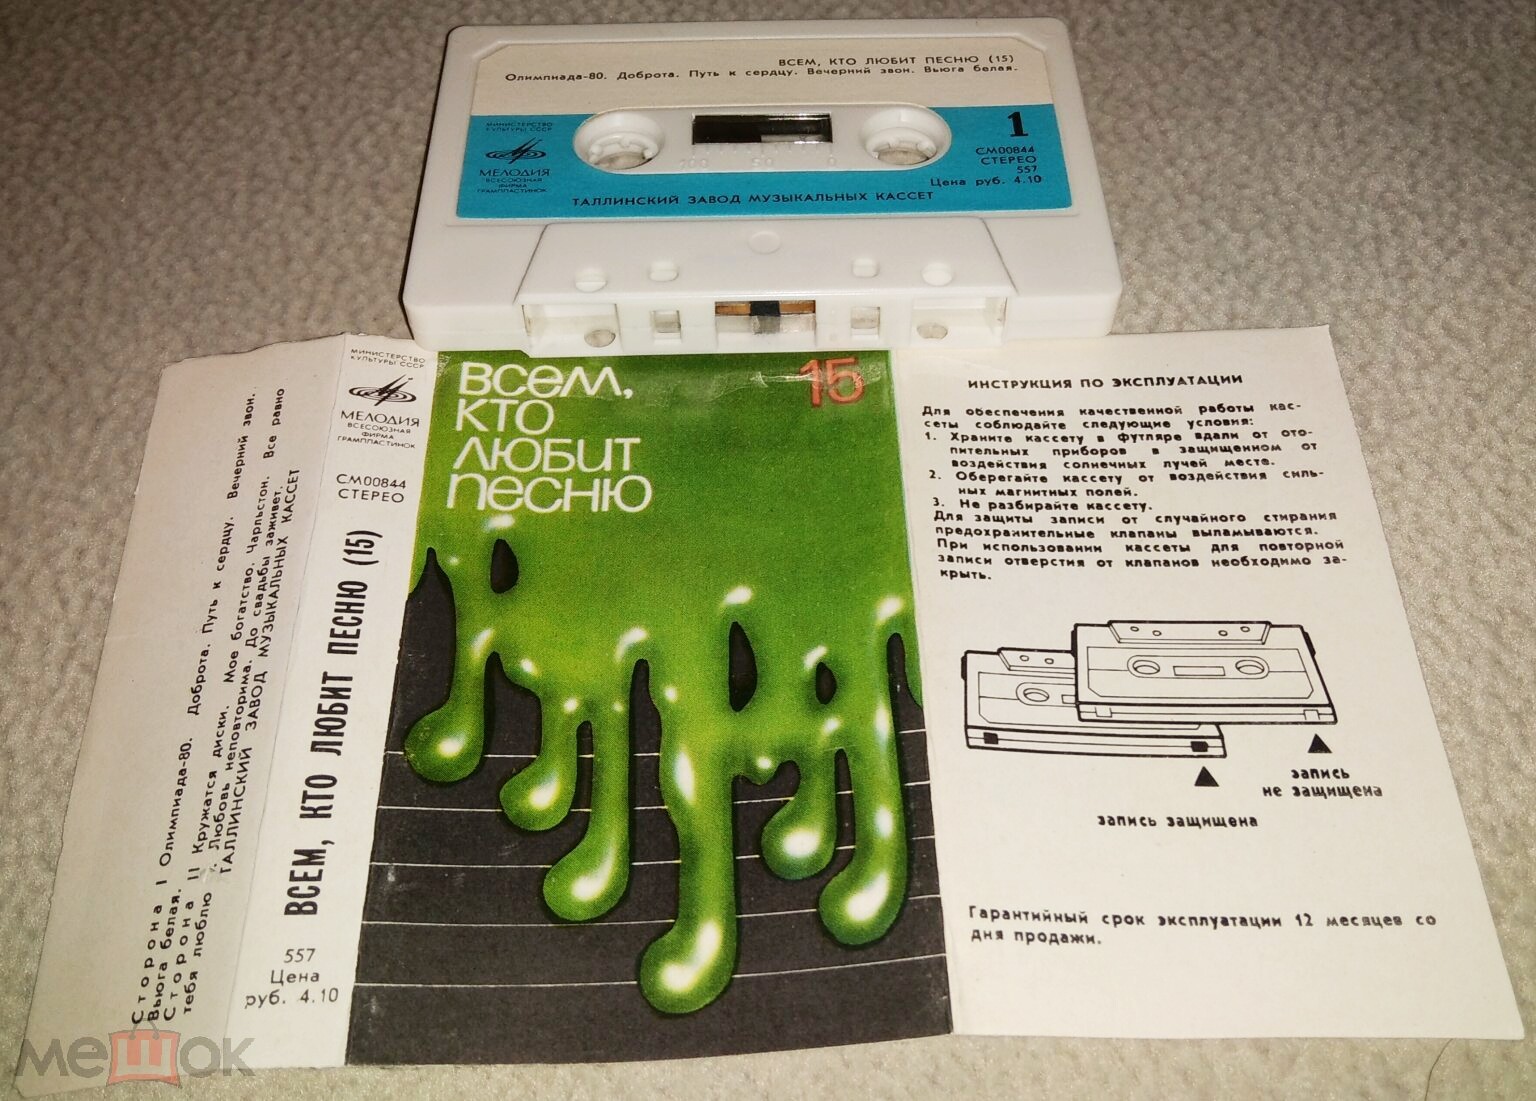 ВСЕМ, КТО ЛЮБИТ ПЕСНЮ (15)
Олимпиада-80. Доброта. Путь к сердцу. Вечерний звон. Вьюга белая.
МИНИСТЕРСТВО
КУЛЬТУРЫ СССР
МЕЛОДИЯ
ВСЕСОЮЗНАЯ
ФИРМА
ГРАМПЛАСТИНОК
1
СМ00844
СТЕРЕО
557
Цена руб. 4.10
100 50 0
ТАЛЛИНСКИЙ ЗАВОД МУЗЫКАЛЬНЫХ КАССЕТ
Сторона I Олимпиада-80. Доброта. Путь к сердцу. Вечерний звон.
Вьюга белая.
Сторона II Кружатся диски. Мое богатство. Чарльстон. Все равно
тебя люблю. Любовь неповторима. До свадьбы заживет.
ТАЛЛИНСКИЙ ЗАВОД МУЗЫКАЛЬНЫХ КАССЕТ
МИНИСТЕРСТВО
КУЛЬТУРЫ СССР
МЕЛОДИЯ
ВСЕСОЮЗНАЯ
ФИРМА
ГРАМПЛАСТИНОК
СМ00844
СТЕРЕО
ВСЕМ, КТО ЛЮБИТ ПЕСНЮ (15)
557
Цена
руб. 4.10
ВСЕМ,
КТО
ЛЮБИТ
ПЕСНЮ
15
ИНСТРУКЦИЯ ПО ЭКСПЛУАТАЦИИ
Для обеспечения качественной работы кас-
сеты соблюдайте следующие условия:
1. Храните кассету в футляре вдали от ото-
пительных приборов в защищенном от
воздействия солнечных лучей месте.
2. Оберегайте кассету от воздействия силь-
ных магнитных полей.
3. Не разбирайте кассету.
Для защиты записи от случайного стирания
предохранительные клапаны выламываются.
При использовании кассеты для повторной
записи отверстия от клапанов необходимо за-
крыть.
запись
не защищена
запись защищена
Гарантийный срок эксплуатации 12 месяцев со
дня продажи.
мешок